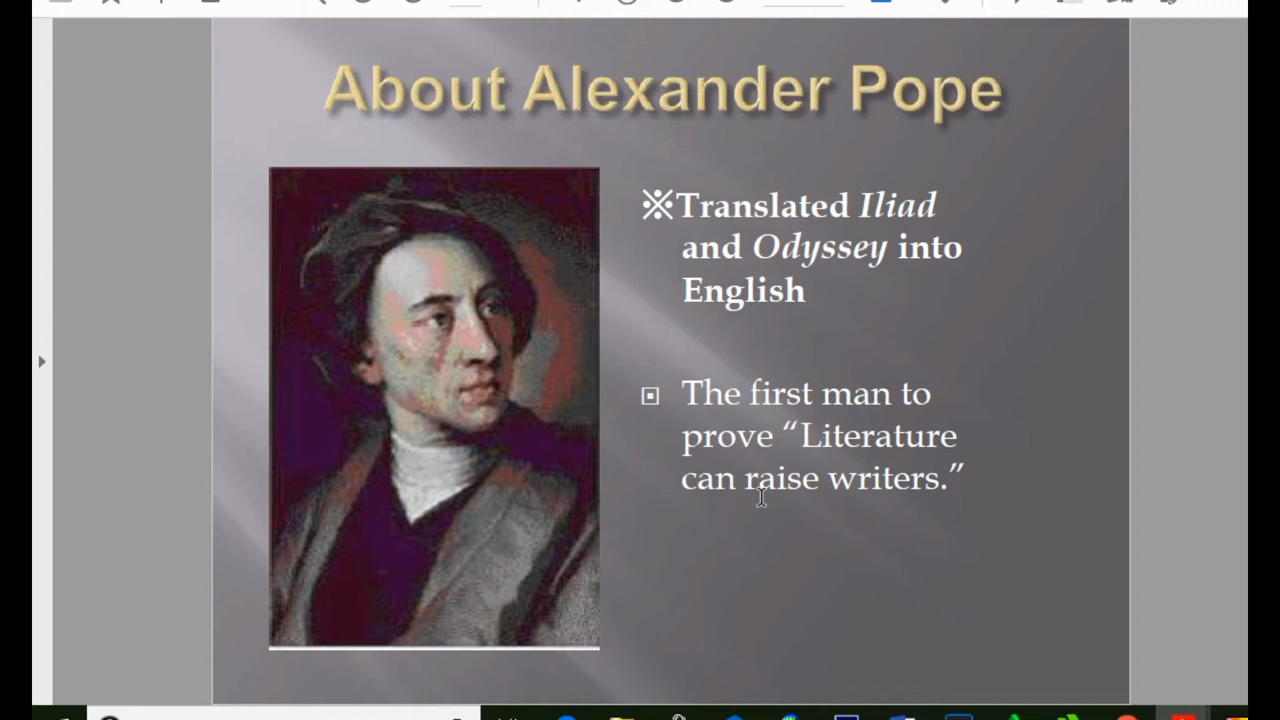 About Alexander Pope
※Translated Iliad
and Odyssey into
English
The first man to
prove “Literature
can raise writers.”